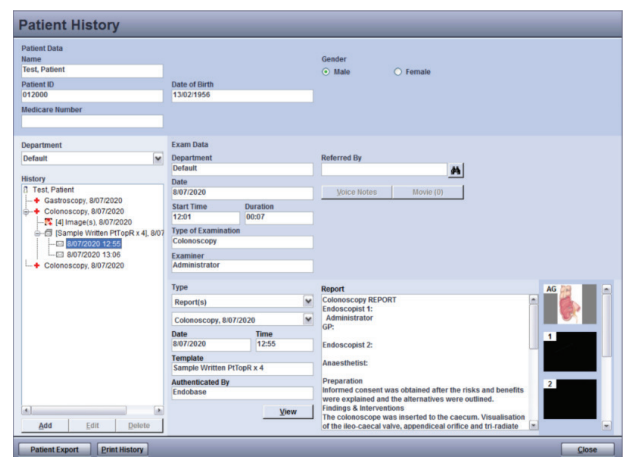 Patient History
Patient Data
Name
Test, Patient
Gender
Male
Female
Patient ID
012000
Date of Birth
13/02/1956
Medicare Number
Department
Default
History
Test, Patient
Gastroscopy, 8/07/2020
Colonoscopy, 8/07/2020
[4] Image(s), 8/07/2020
[Sample Written PtTopR x 4], 8/07
8/07/2020 12:55
8/07/2020 13:06
Colonoscopy, 8/07/2020
Add
Edit
Delete
Exam Data
Department
Default
Referred By
Date
8/07/2020
Voice Notes
Movie (0)
Start Time
Duration
12:01
00:07
Type of Examination
Colonoscopy
Examiner
Administrator
Type
Report(s)
Colonoscopy, 8/07/2020
Date
Time
8/07/2020
12:55
Template
Sample Written PtTopR x 4
Authenticated By
Endobase
View
Report
Colonoscopy REPORT
Endoscopist 1:
Administrator
GP:
Endoscopist 2:
Anaesthetist:
Preparation
Informed consent was obtained after the risks and benefits
were explained and the alternatives were outlined.
Findings & Interventions
The colonoscope was inserted to the caecum. Visualisation
of the ileo-caecal valve, appendiceal orifice and tri-radiate
AG
1
2
Patient Export
Print History
Close